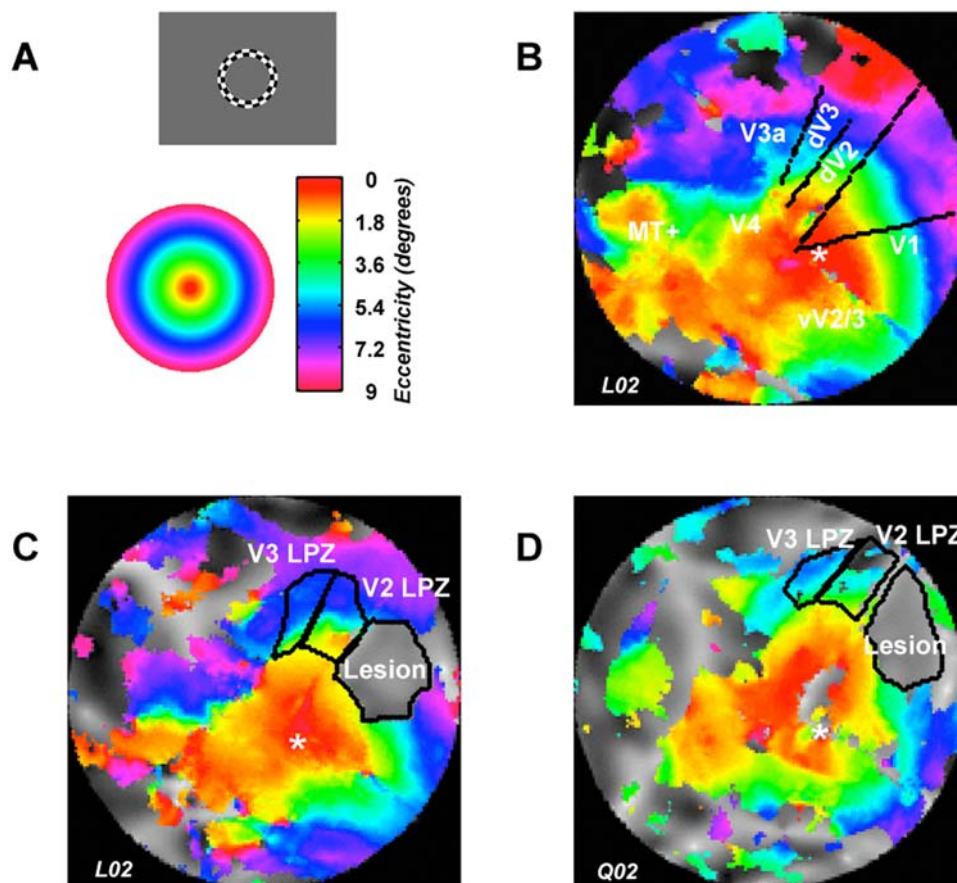 A
0
1.8
3.6
5.4
7.2
9
Eccentricity (degrees)
B
V3a
dV3
dV2
MT+
V4
*
V1
vV2/3
L02
C
V3 LPZ
V2 LPZ
Lesion
*
L02
D
V3 LPZ
V2 LPZ
Lesion
*
Q02